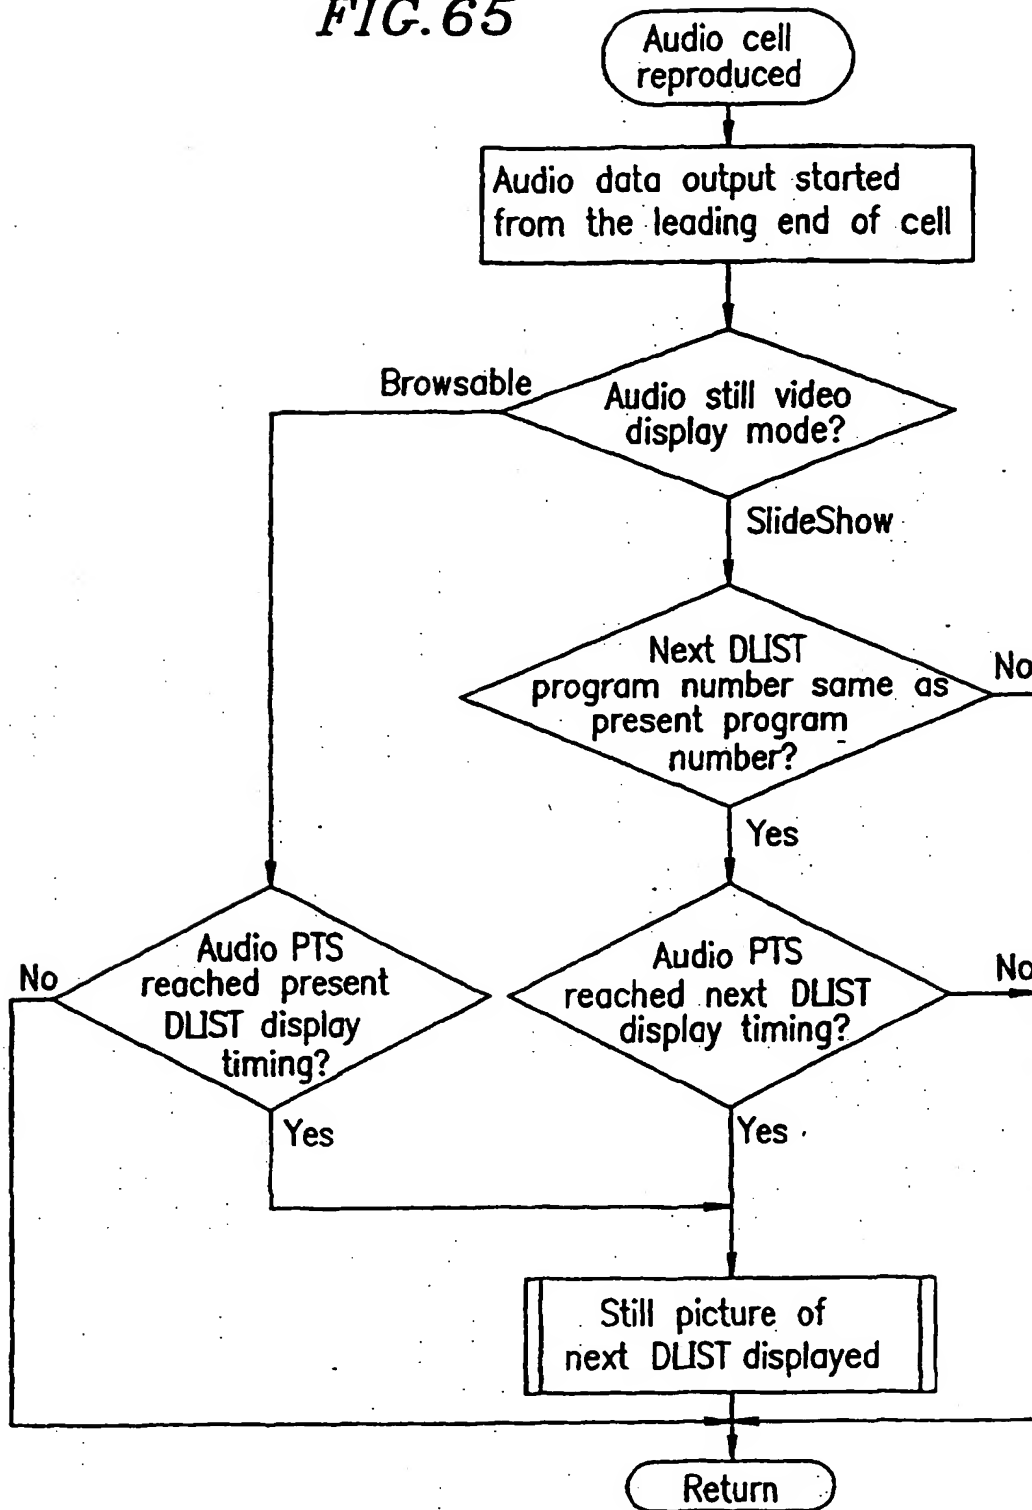 FIG.65
Audio cell
reproduced
Audio data output started
from the leading end of cell
Browsable
Audio still video
display mode?
SlideShow
Next DLIST
program number same as
present program
number?
No
Yes
Audio PTS
reached present
DLIST display
timing?
No
Yes
Audio PTS
reached next DLIST
display timing?
No
Yes
Still picture of
next DLIST displayed
Return